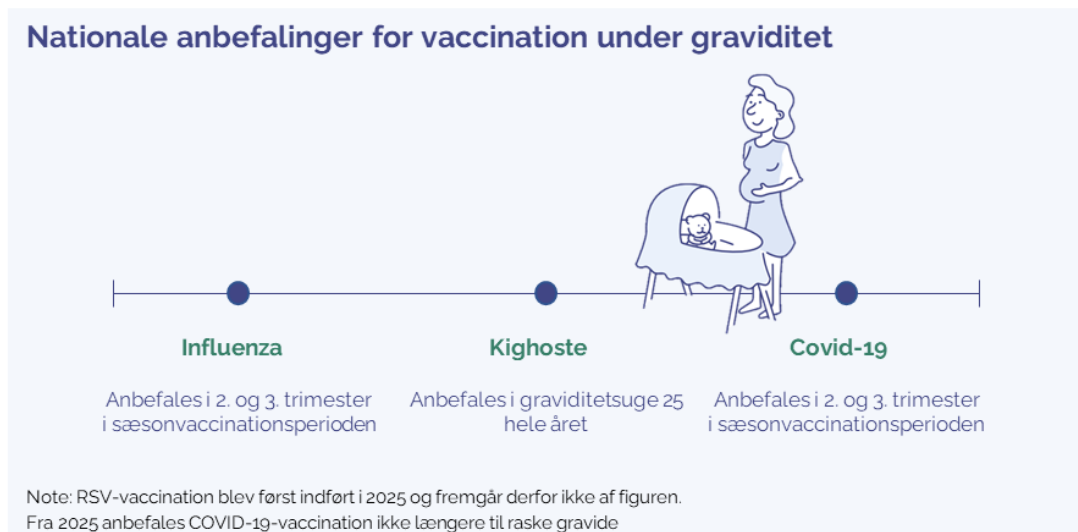 Nationale anbefalinger for vaccination under graviditet
Influenza
Anbefales i 2. og 3. trimester
i sæsonvaccinationsperioden
Kighoste
Anbefales i graviditetsuge 25
hele året
Covid-19
Anbefales i 2. og 3. trimester
i sæsonvaccinationsperioden
Note: RSV-vaccination blev først indført i 2025 og fremgår derfor ikke af figuren.
Fra 2025 anbefales COVID-19-vaccination ikke længere til raske gravide